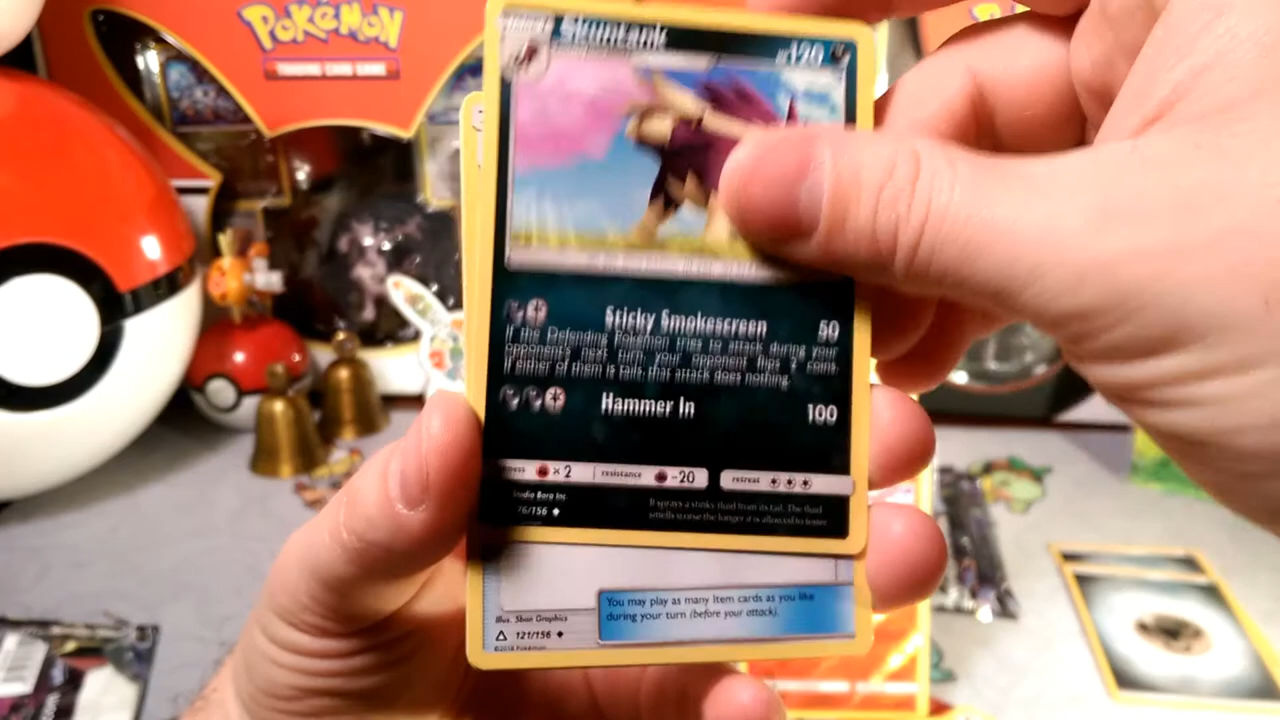 POKÉMON
TRADING CARD GAME
Skuntank
120
Sticky Smokescreen 50
If the Defending Pokémon tries to attack during your
opponent's next turn, your opponent flips 2 coins.
If either of them is tails, that attack does nothing.
Hammer In 100
×2
resistance
-20
retreat
76/156
It sprays a stinky fluid from its tail. The fluid
smells worse the longer it is allowed to fester.
You may play as many Item cards as you like
during your turn (before your attack).
Illus. Sban Graphics
121/156
©2018 Pokémon